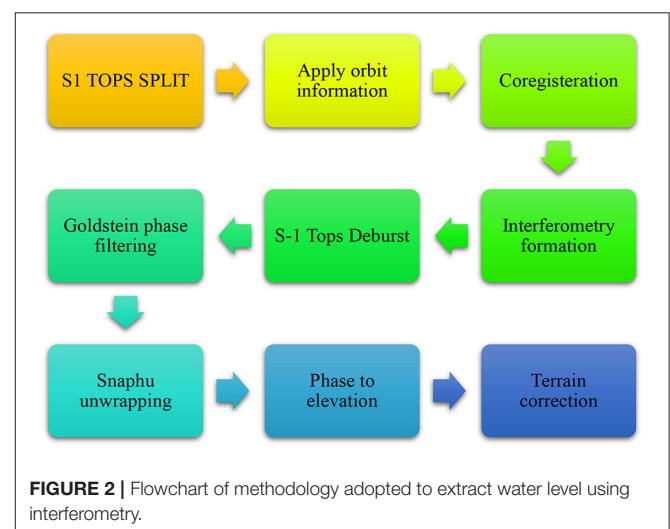 S1 TOPS SPLIT
Apply orbit
information
Coregisteration
Interferometry
formation
S-1 Tops Deburst
Goldstein phase
filtering
Snaphu
unwrapping
Phase to
elevation
Terrain
correction
FIGURE 2 | Flowchart of methodology adopted to extract water level using
interferometry.